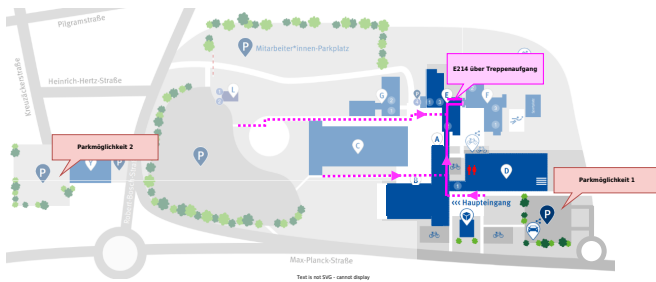 Pilgramstraße
Heinrich-Hertz-Straße
Kreuzäckerstraße
P
Mitarbeiter*innen-Parkplatz
E214 über Treppenaufgang
L
G
E
F
Parkmöglichkeit 2
P
P
P
C
A
D
B
Parkmöglichkeit 1
<<< Haupteingang
P
Max-Planck-Straße
Text is not SVG - cannot display